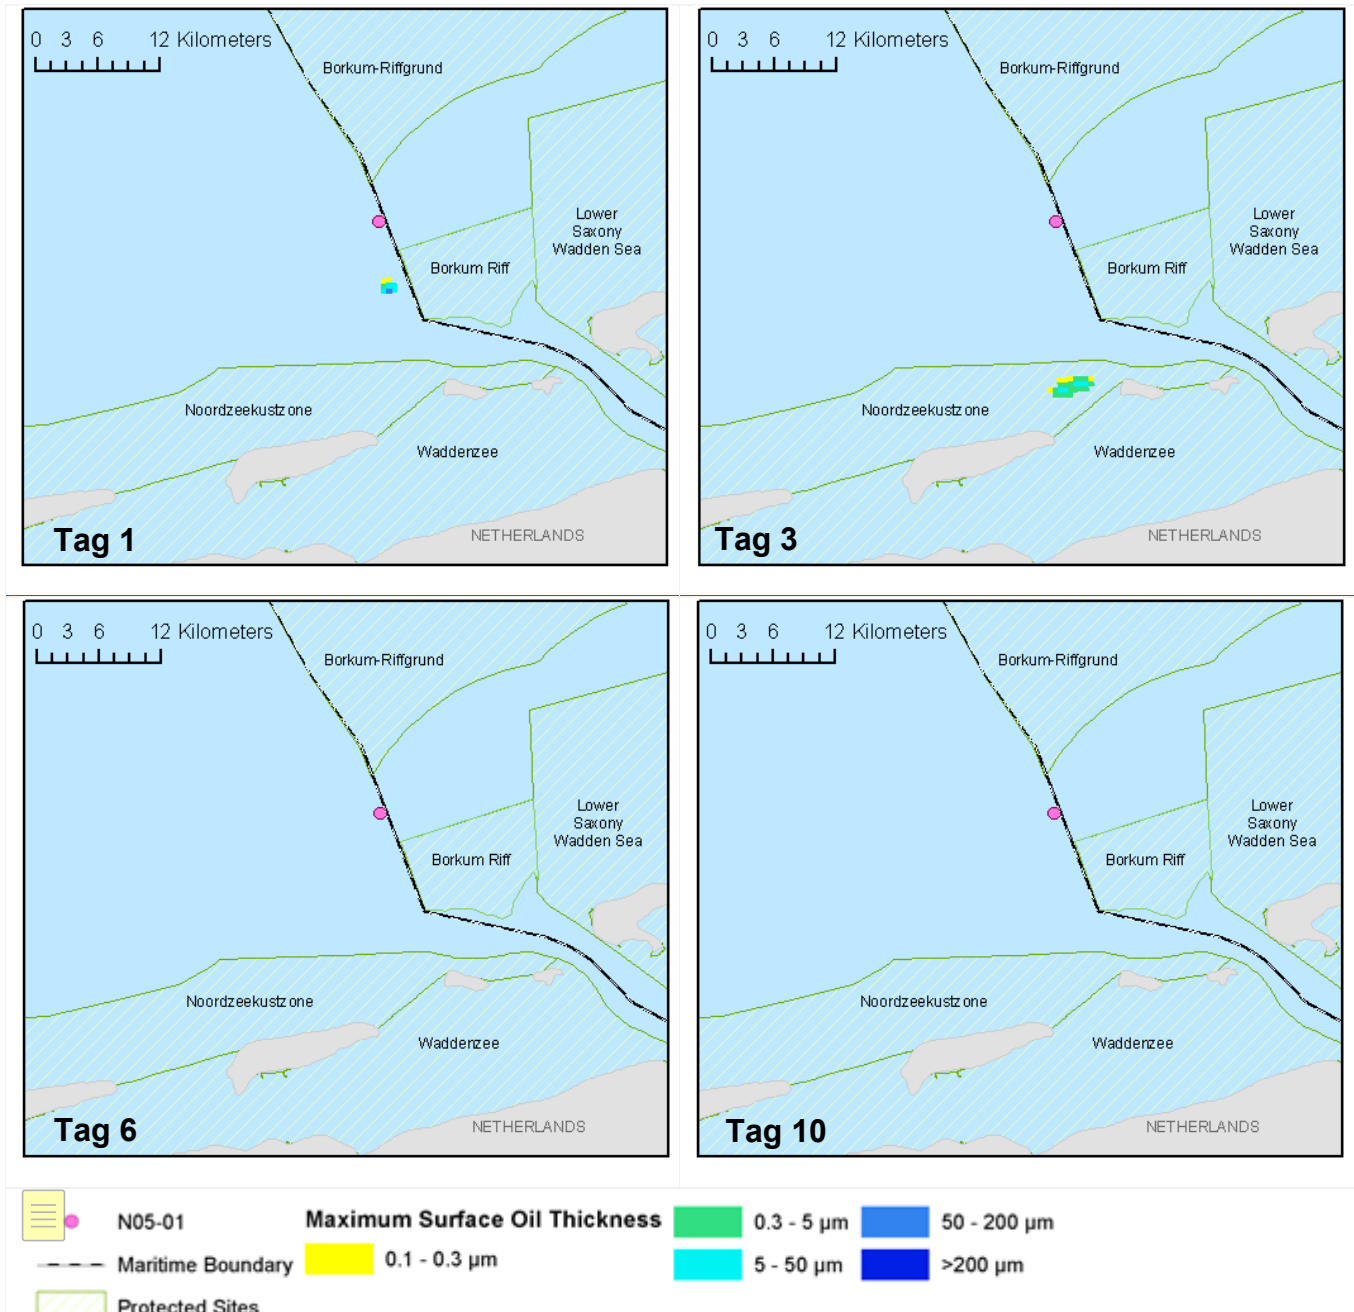 0 3 6 12 Kilometers
Borkum-Riffgrund
Lower
Saxony
Wadden Sea
Borkum Riff
Noordzeekustzone
Waddenzee
NETHERLANDS
Tag 1
0 3 6 12 Kilometers
Borkum-Riffgrund
Lower
Saxony
Wadden Sea
Borkum Riff
Noordzeekustzone
Waddenzee
NETHERLANDS
Tag 3
0 3 6 12 Kilometers
Borkum-Riffgrund
Lower
Saxony
Wadden Sea
Borkum Riff
Noordzeekustzone
Waddenzee
NETHERLANDS
Tag 6
0 3 6 12 Kilometers
Borkum-Riffgrund
Lower
Saxony
Wadden Sea
Borkum Riff
Noordzeekustzone
Waddenzee
NETHERLANDS
Tag 10
N05-01
Maritime Boundary
Protected Sites
Maximum Surface Oil Thickness
0.1 - 0.3 µm
0.3 - 5 µm
5 - 50 µm
50 - 200 µm
>200 µm